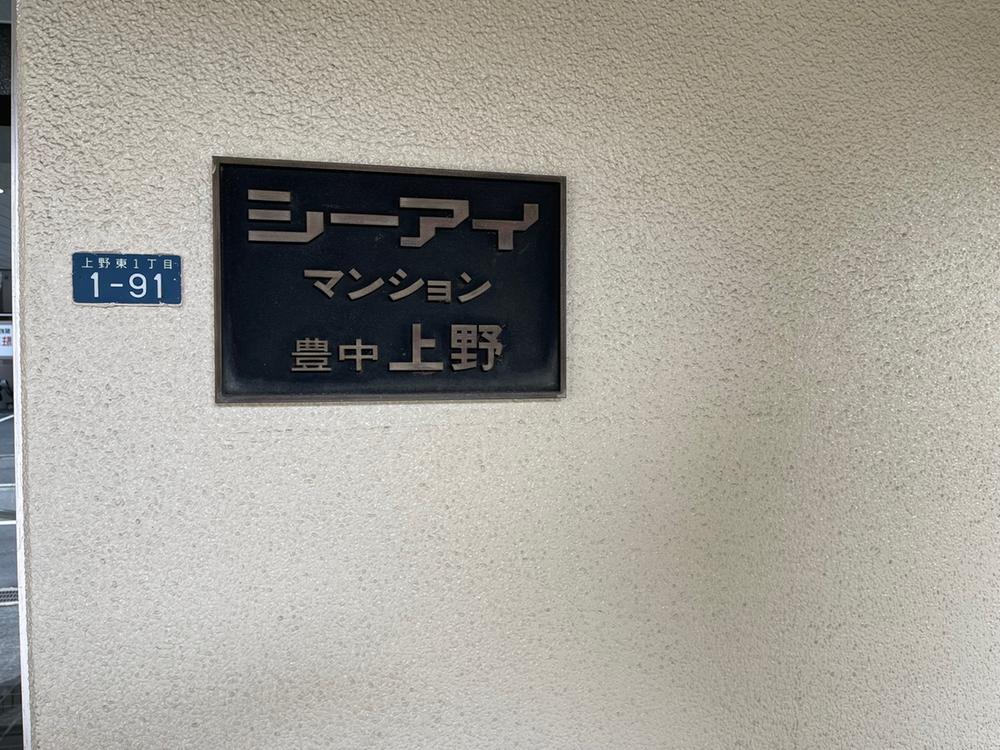 上野東1丁目
1-91
シーアイ
マンション
豊中上野